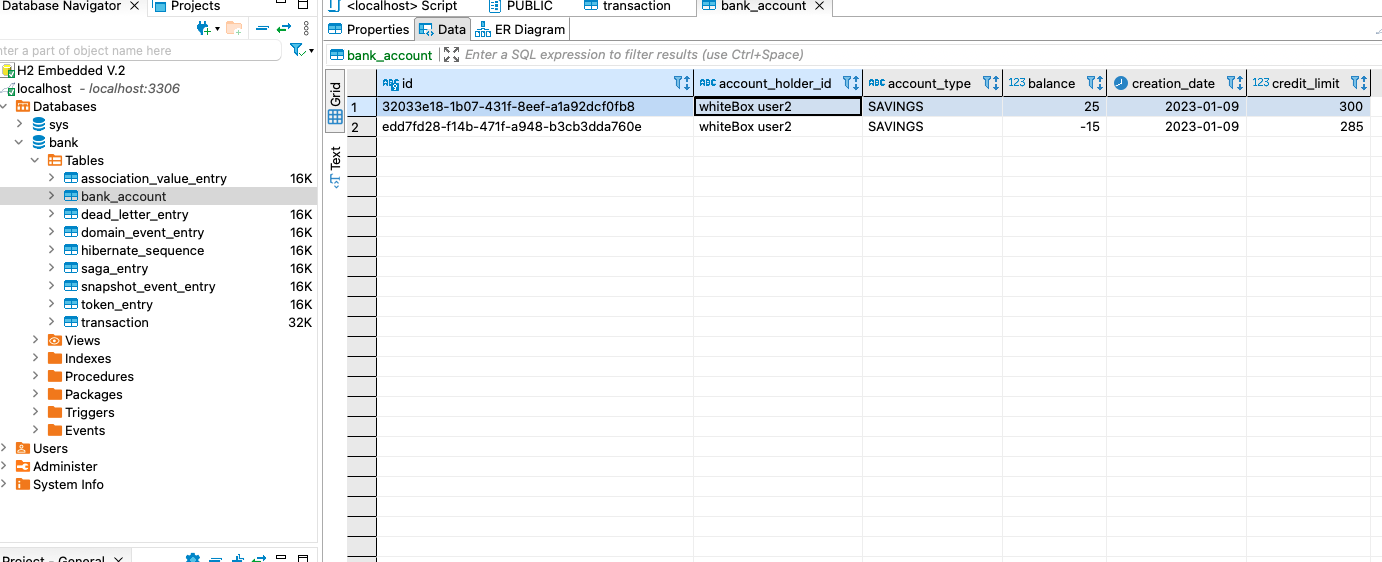 Database Navigator Projects
<localhost> Script PUBLIC transaction bank_account
Properties Data ER Diagram
nter a part of object name here
bank_account Enter a SQL expression to filter results (use Ctrl+Space)
H2 Embedded V.2
localhost - localhost:3306
Databases
sys
bank
Tables
association_value_entry 16K
bank_account
dead_letter_entry 16K
domain_event_entry 16K
hibernate_sequence 16K
saga_entry 16K
snapshot_event_entry 16K
token_entry 16K
transaction 32K
Views
Indexes
Procedures
Packages
Triggers
Events
Users
Administer
System Info
Project - General
Grid
Text
ABC id ABC account_holder_id ABC account_type 123 balance creation_date 123 credit_limit
1 32033e18-1b07-431f-8eef-a1a92dcf0fb8 whiteBox user2 SAVINGS 25 2023-01-09 300
2 edd7fd28-f14b-471f-a948-b3cb3dda760e whiteBox user2 SAVINGS -15 2023-01-09 285